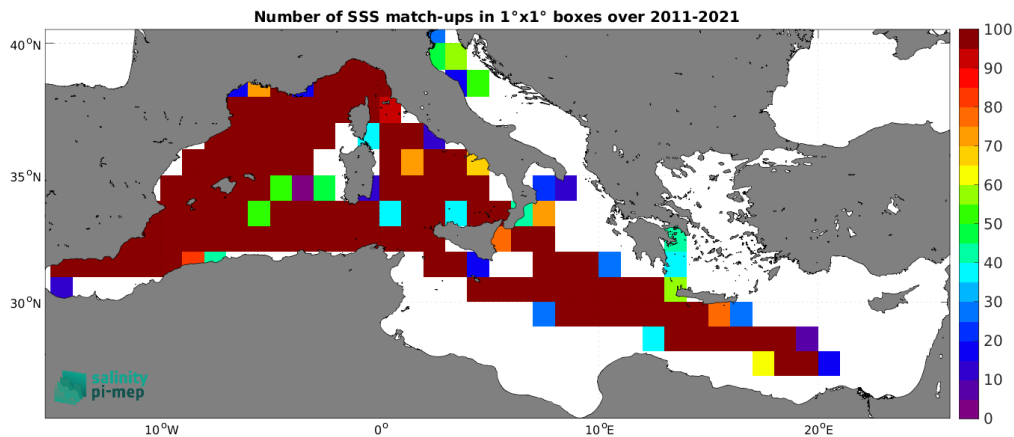 Number of SSS match-ups in 1°x1° boxes over 2011-2021
40°N
35°N
30°N
10°W
0°
10°E
20°E
100
90
80
70
60
50
40
30
20
10
0
salinity
pi-mep